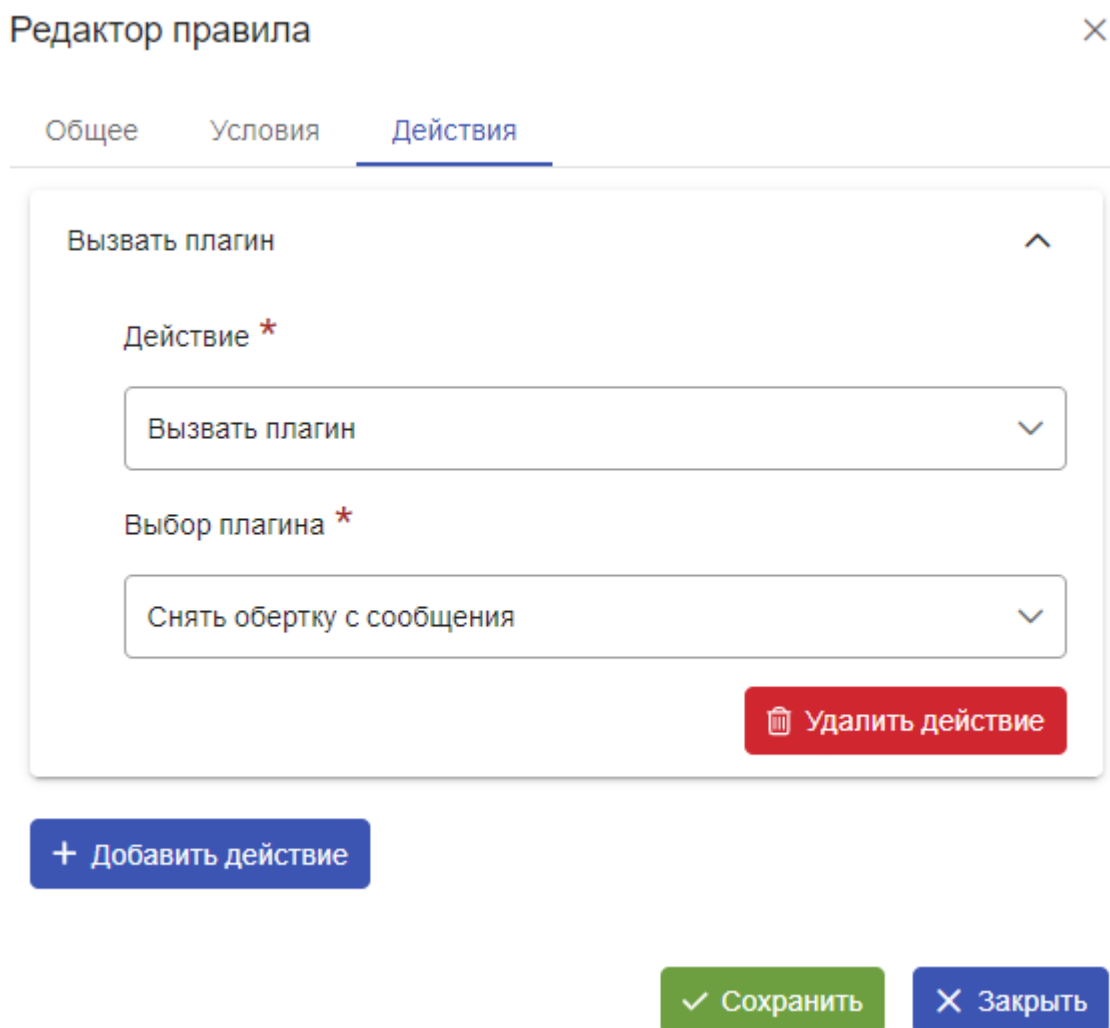 Редактор правила
Общее Условия Действия
Вызвать плагин
Действие *
Вызвать плагин
Выбор плагина *
Снять обертку с сообщения
Удалить действие
+ Добавить действие
Сохранить Закрыть